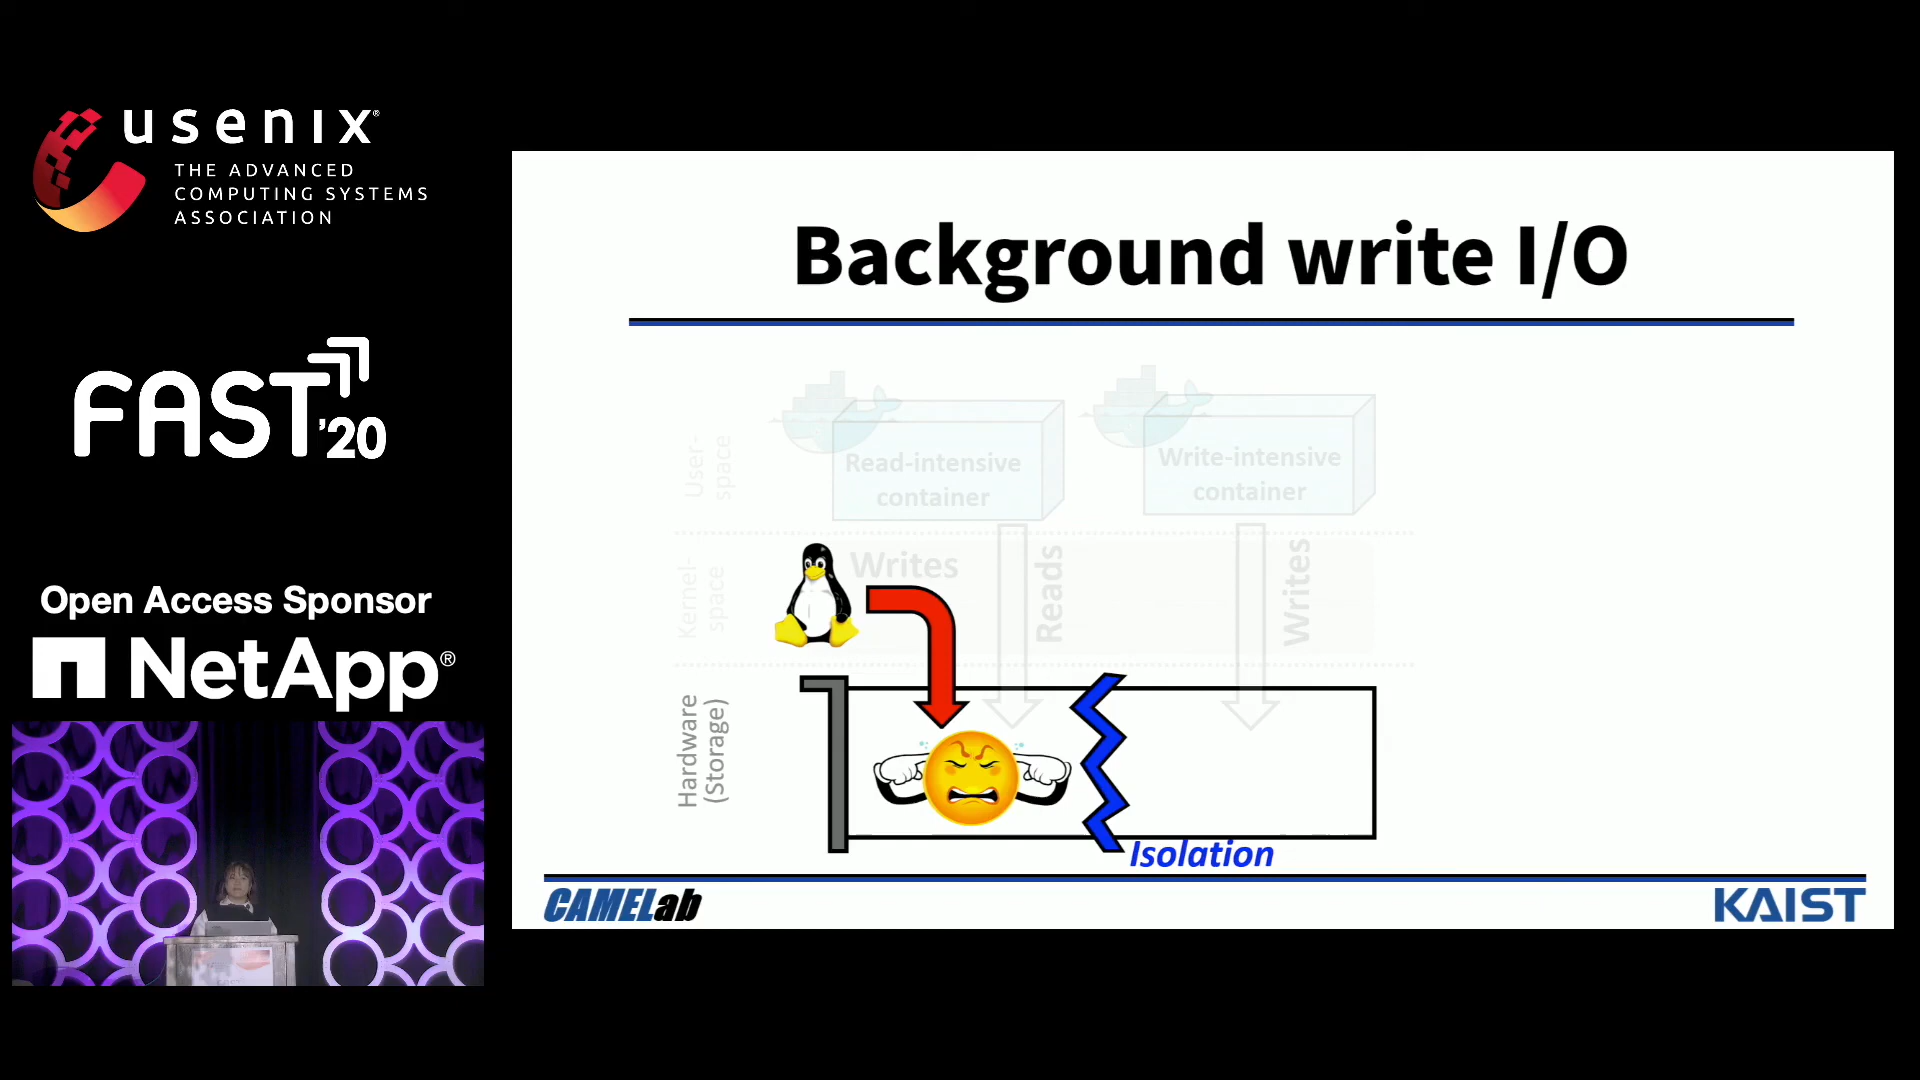 usenix®
THE ADVANCED
COMPUTING SYSTEMS
ASSOCIATION
FAST '20
Open Access Sponsor
NetApp®
Background write I/O
User-
space
Read-intensive
container
Write-intensive
container
Kernel-
space
Writes
Reads
Writes
Hardware
(Storage)
Isolation
CAMELab
KAIST